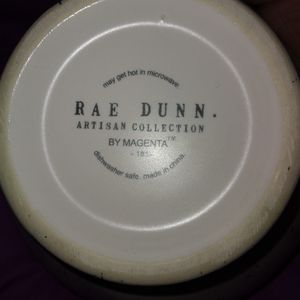 may get hot in microwave.
RAE DUNN.
ARTISAN COLLECTION
BY MAGENTA™
dishwasher safe. made in china.